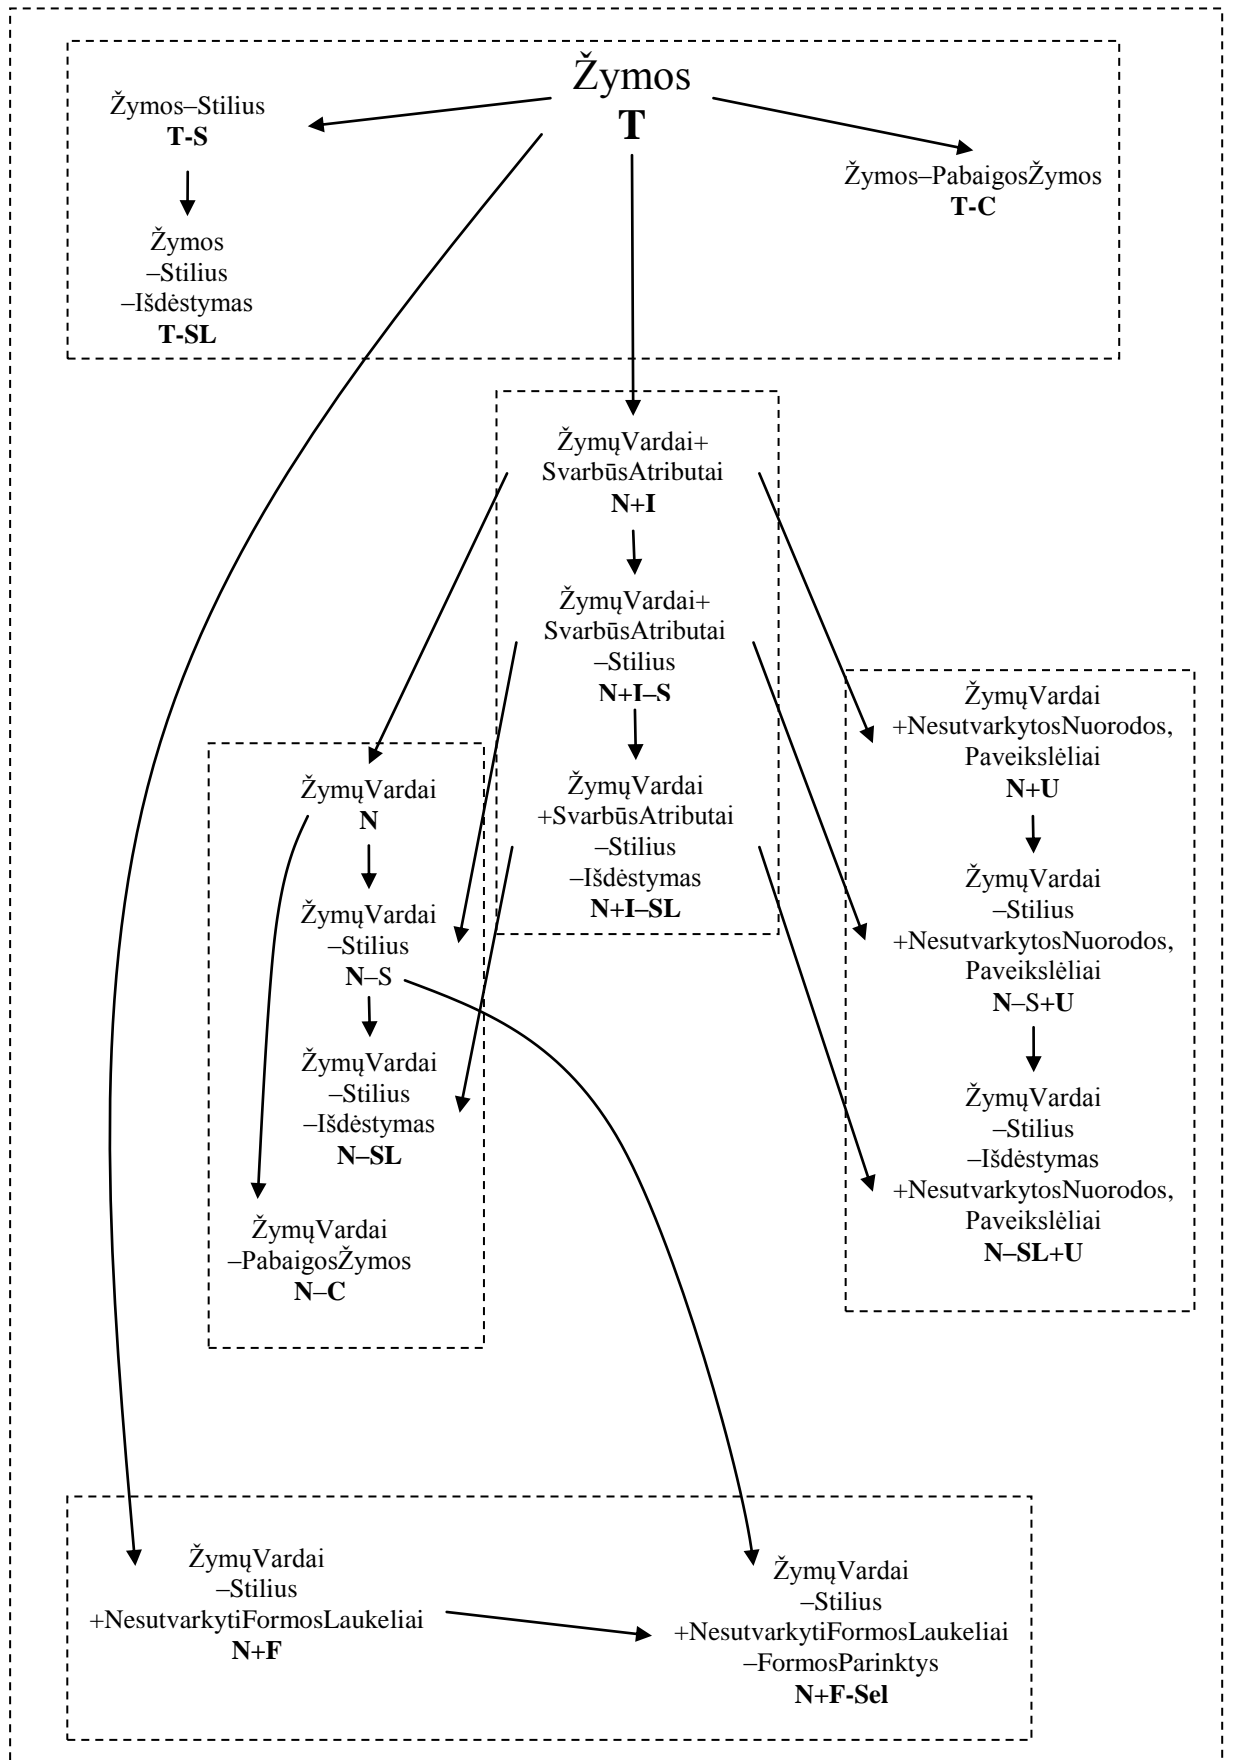 Žymos
T
Žymos–Stilius
T-S
Žymos
–Stilius
–Išdėstymas
T-SL
Žymos–PabaigosŽymos
T-C
ŽymųVardai+
SvarbūsAtributai
N+I
ŽymųVardai+
SvarbūsAtributai
–Stilius
N+I–S
ŽymųVardai
+SvarbūsAtributai
–Stilius
–Išdėstymas
N+I–SL
ŽymųVardai
N
ŽymųVardai
–Stilius
N–S
ŽymųVardai
–Stilius
–Išdėstymas
N–SL
ŽymųVardai
–PabaigosŽymos
N–C
ŽymųVardai
+NesutvarkytosNuorodos,
Paveikslėliai
N+U
ŽymųVardai
–Stilius
+NesutvarkytosNuorodos,
Paveikslėliai
N–S+U
ŽymųVardai
–Stilius
–Išdėstymas
+NesutvarkytosNuorodos,
Paveikslėliai
N–SL+U
ŽymųVardai
–Stilius
+NesutvarkytiFormosLaukeliai
N+F
ŽymųVardai
–Stilius
+NesutvarkytiFormosLaukeliai
–FormosParinktys
N+F-Sel